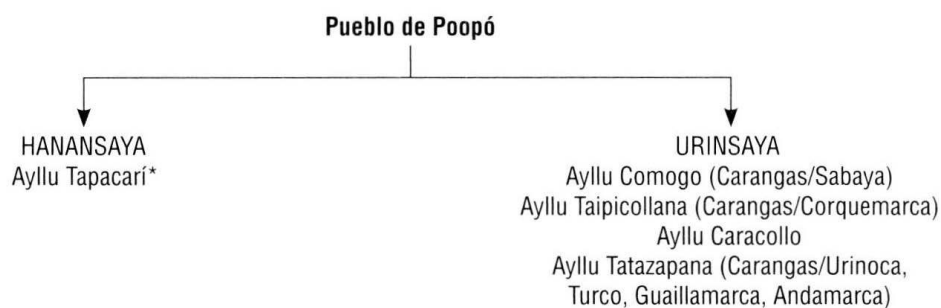 Pueblo de Poopó
HANANSAYA
Ayllu Tapacarí*
URINSAYA
Ayllu Comogo (Carangas/Sabaya)
Ayllu Taipicollana (Carangas/Corquemarca)
Ayllu Caracollo
Ayllu Tatazapana (Carangas/Urinoca,
Turco, Guaillamarca, Andamarca)